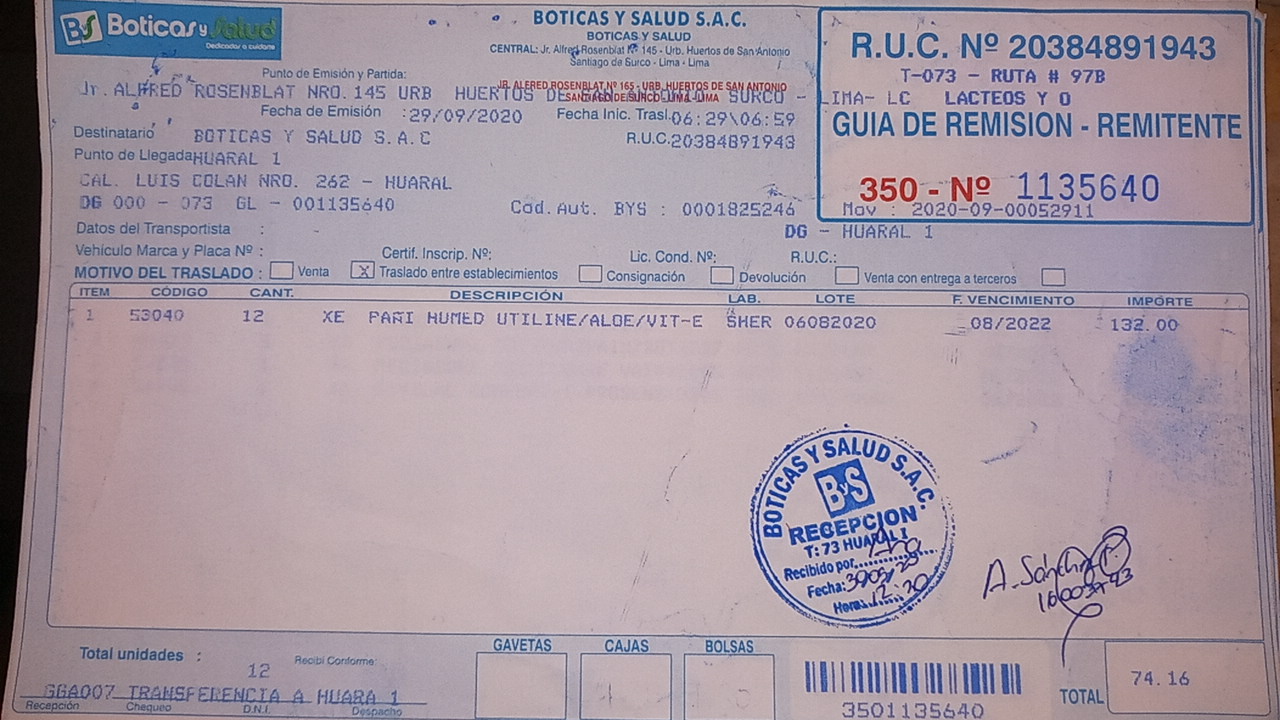 Boticas y Salud
Dedicados a cuidarte
BOTICAS Y SALUD S.A.C.
BOTICAS Y SALUD
CENTRAL: Jr. Alfred Rosenblat Nº 145 - Urb. Huertos de San Antonio
Santiago de Surco - Lima - Lima
JR. ALFRED ROSENBLAT NO 165 - URB. HUERTOS DE SAN ANTONIO
SANTIAGO DE SURCO - LIMA - LIMA
R.U.C. Nº 20384891943
T-073 - RUTA # 97B
LACTEOS Y O
GUIA DE REMISION - REMITENTE
350 - Nº 1135640
Mov : 2020-09-00052911
Punto de Emisión y Partida:
Jr. ALFRED ROSENBLAT NRO. 145 URB HUERTOS DE SAN ANTONIO SURCO - LIMA- LC
Fecha de Emisión : 29/09/2020 Fecha Inic. Trasl. 06:29\06:59
Destinatario BOTICAS Y SALUD S.A.C R.U.C. 20384891943
Punto de Llegada HUARAL 1
CAL. LUIS COLAN NRO. 262 - HUARAL
DG 000 - 073 GL - 001135640 Cod.Aut. BYS : 0001825246
DG - HUARAL 1
Datos del Transportista :
Vehículo Marca y Placa Nº : Certif. Inscrip. Nº: Lic. Cond. Nº: R.U.C.:
MOTIVO DEL TRASLADO : Venta X Traslado entre establecimientos Consignación Devolución Venta con entrega a terceros
ITEM CÓDIGO CANT. DESCRIPCIÓN LAB. LOTE F. VENCIMIENTO IMPORTE
1 53040 12 XE PAÑI HUMED UTILINE/ALOE/VIT-E SHER 06082020 08/2022 132.00
BOTICAS Y SALUD S.A.C.
ByS
RECEPCION
T: 73 HUARAL I
Recibido por
Fecha:
Hora: 12:20
A. Sánchez P.
Total unidades : 12 Recibi Conforme:
GGA007 TRANSFERENCIA A HUARA 1
Recepción Chequeo D.N.I. Despacho
GAVETAS CAJAS BOLSAS
3501135640
TOTAL 74.16